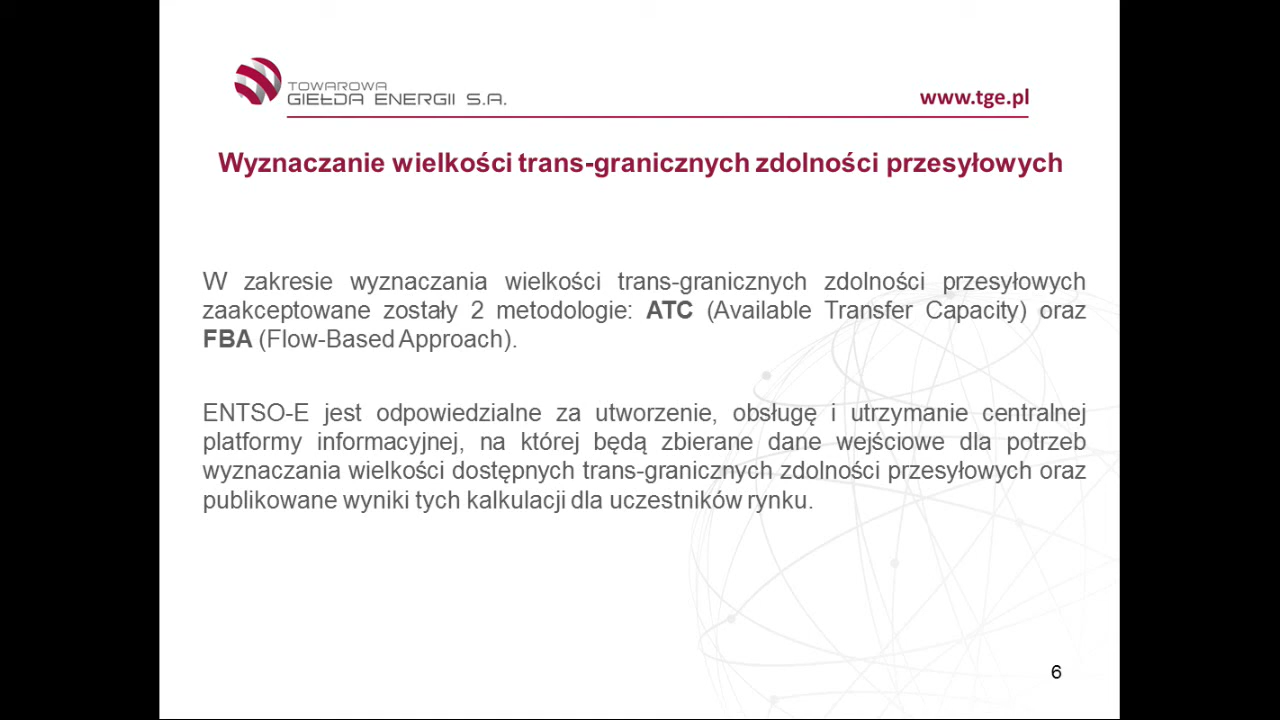 TOWAROWA
GIEŁDA ENERGII S.A.
www.tge.pl
Wyznaczanie wielkości trans-granicznych zdolności przesyłowych
W zakresie wyznaczania wielkości trans-granicznych zdolności przesyłowych
zaakceptowane zostały 2 metodologie: ATC (Available Transfer Capacity) oraz
FBA (Flow-Based Approach).
ENTSO-E jest odpowiedzialne za utworzenie, obsługę i utrzymanie centralnej
platformy informacyjnej, na której będą zbierane dane wejściowe dla potrzeb
wyznaczania wielkości dostępnych trans-granicznych zdolności przesyłowych oraz
publikowane wyniki tych kalkulacji dla uczestników rynku.
6